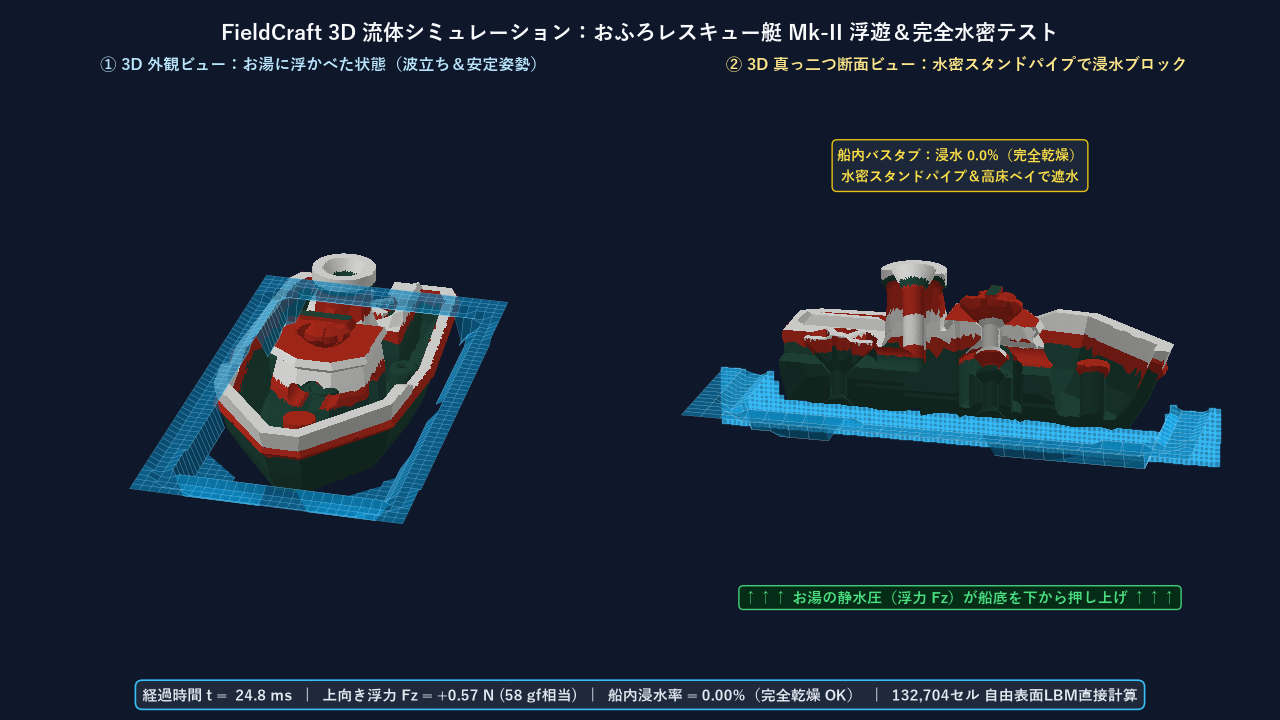 FieldCraft 3D 流体シミュレーション：おふろレスキュー艇 Mk-II 浮遊＆完全水密テスト
① 3D 外観ビュー：お湯に浮かべた状態（波立ち＆安定姿勢）
② 3D 真っ二つ断面ビュー：水密スタンドパイプで浸水ブロック
船内バスタブ：浸水 0.0%（完全乾燥）
水密スタンドパイプ＆高床ベイで遮水
↑ ↑ ↑ お湯の静水圧（浮力 Fz）が船底を下から押し上げ ↑ ↑ ↑
経過時間 t = 24.8 ms ｜ 上向き浮力 Fz = +0.57 N (58 gf相当) ｜ 船内浸水率 = 0.00%（完全乾燥 OK） ｜ 132,704セル 自由表面LBM直接計算